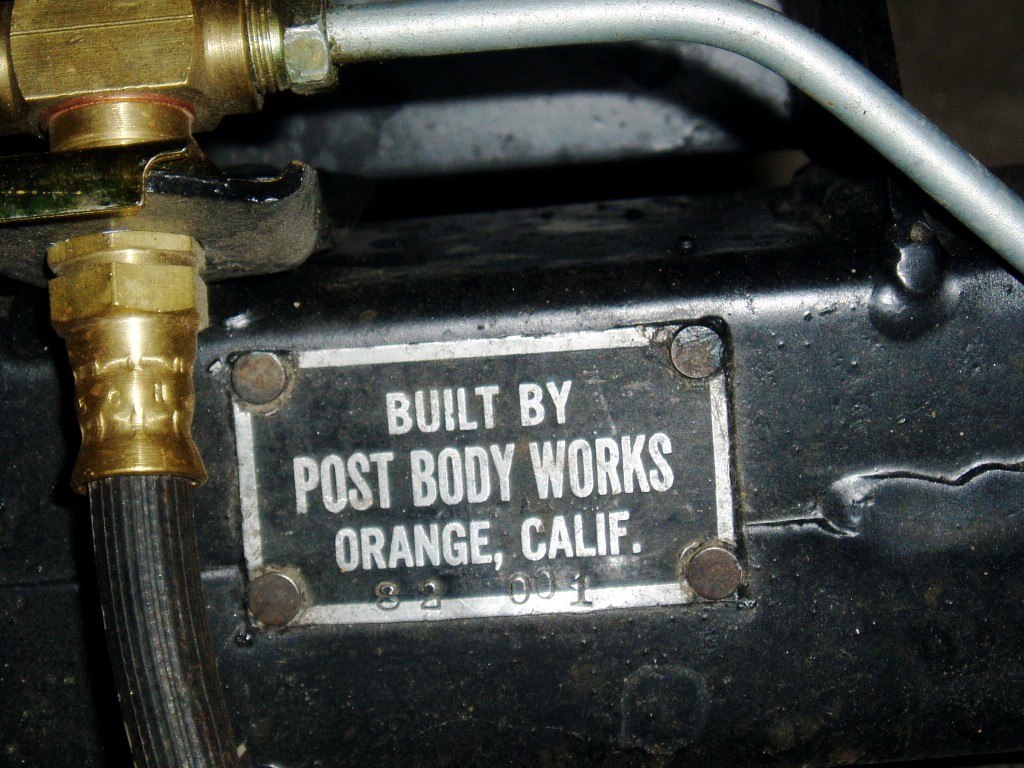 BUILT BY
POST BODY WORKS
ORANGE, CALIF.
82 001